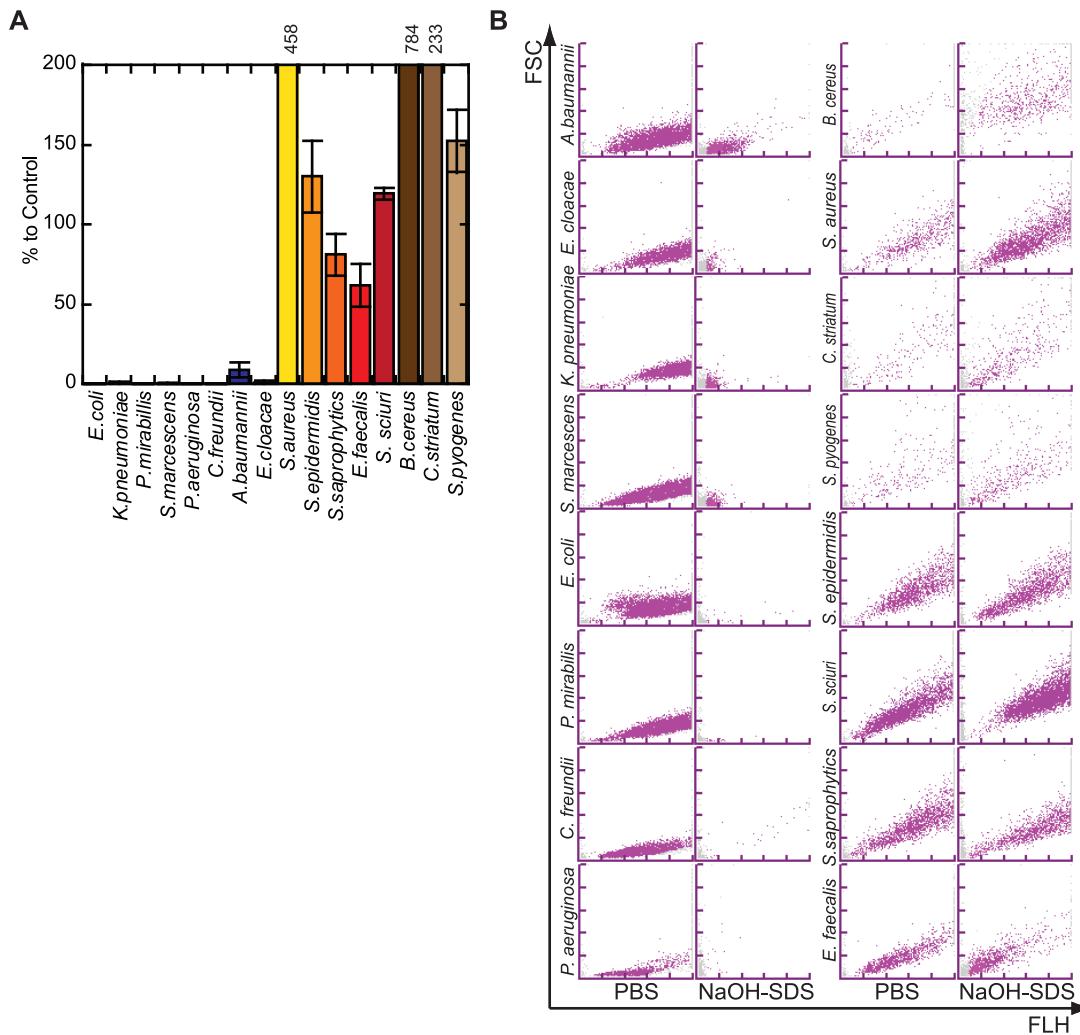 A
458
784
233
200
150
100
50
0
% to Control
E.coli
K.pneumoniae
P.mirabillis
S.marcescens
P.aeruginosa
C.freundii
A.baumannii
E.cloacae
S.aureus
S.epidermidis
S.saprophytics
E.faecalis
S. sciuri
B.cereus
C.striatum
S.pyogenes
B
FSC
A.baumannii
E. cloacae
K. pneumoniae
S. marcescens
E. coli
P. mirabilis
C. freundii
P. aeruginosa
B. cereus
S. aureus
C. striatum
S. pyogenes
S. epidermidis
S. sciuri
S.saprophytics
E. faecalis
PBS
NaOH-SDS
PBS
NaOH-SDS
FLH